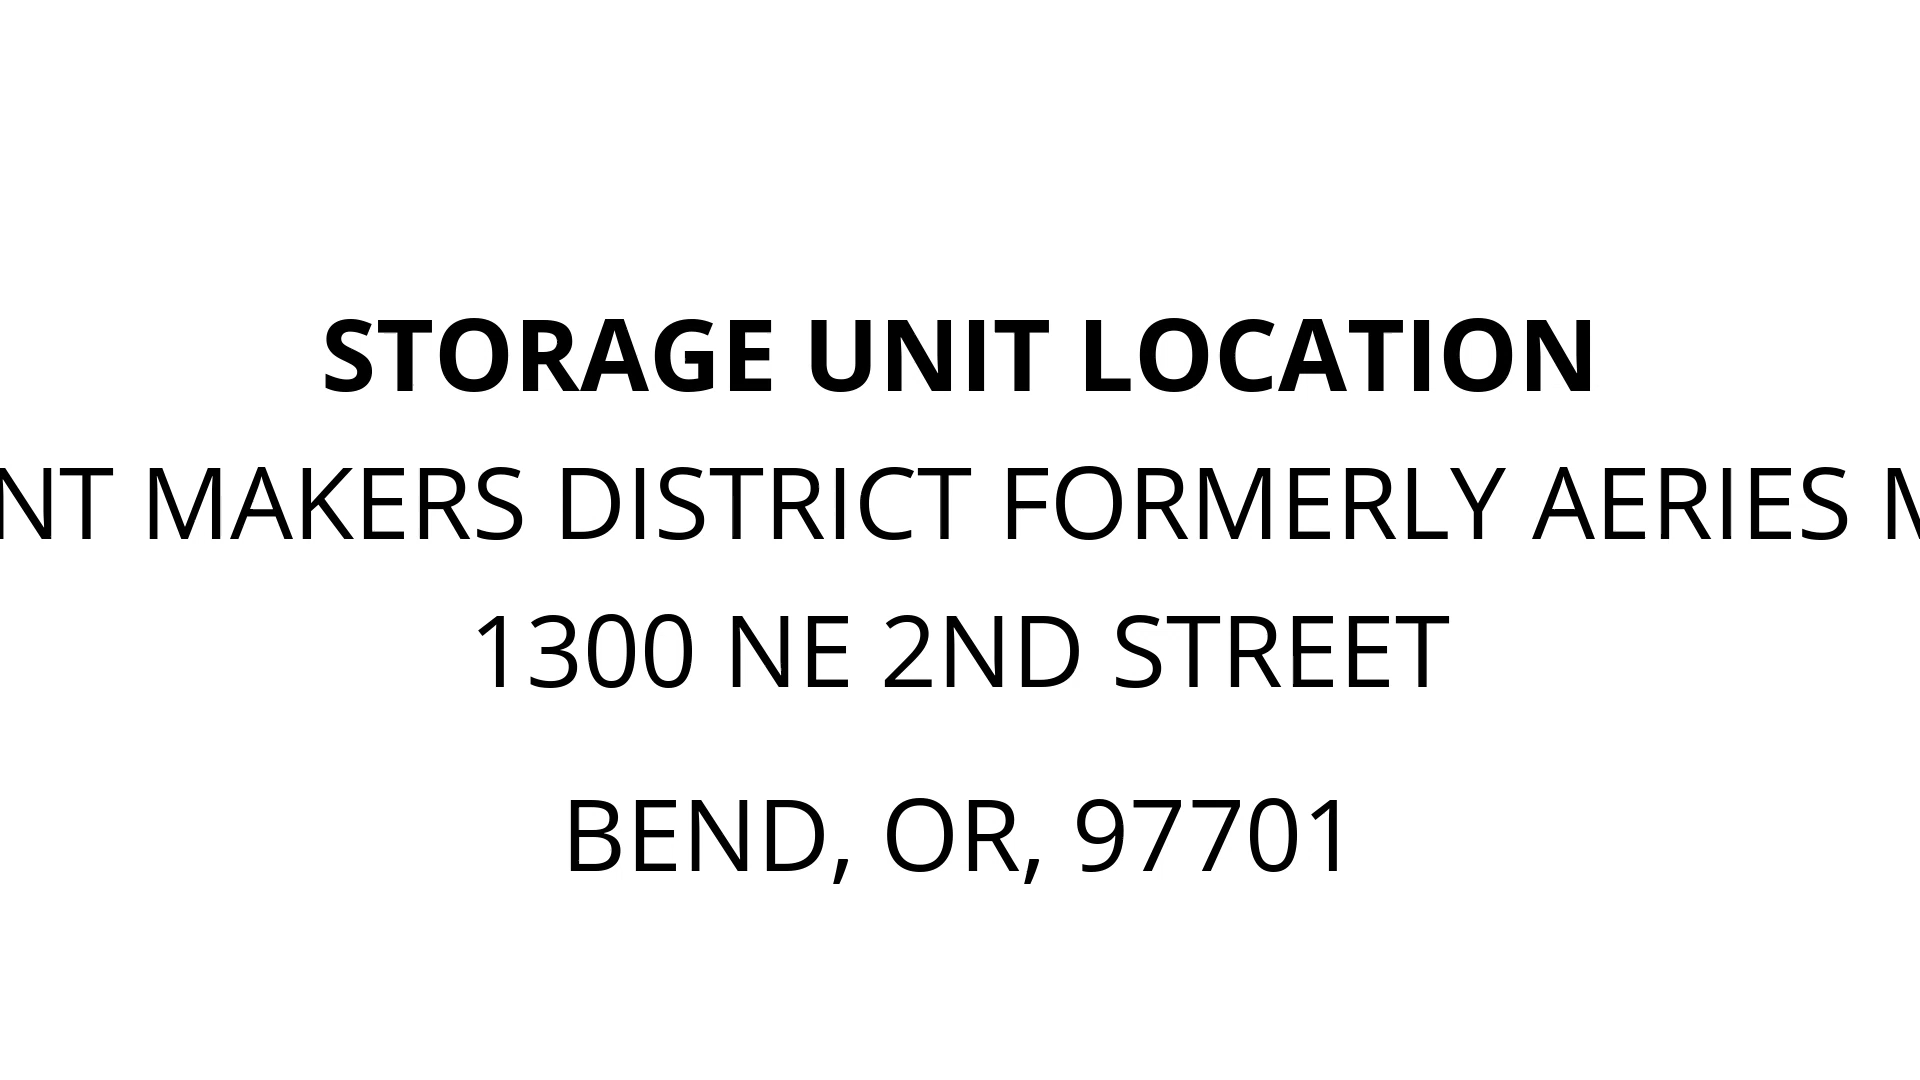 STORAGE UNIT LOCATION
MAKERS DISTRICT FORMERLY AERIES
1300 NE 2ND STREET
BEND, OR, 97701